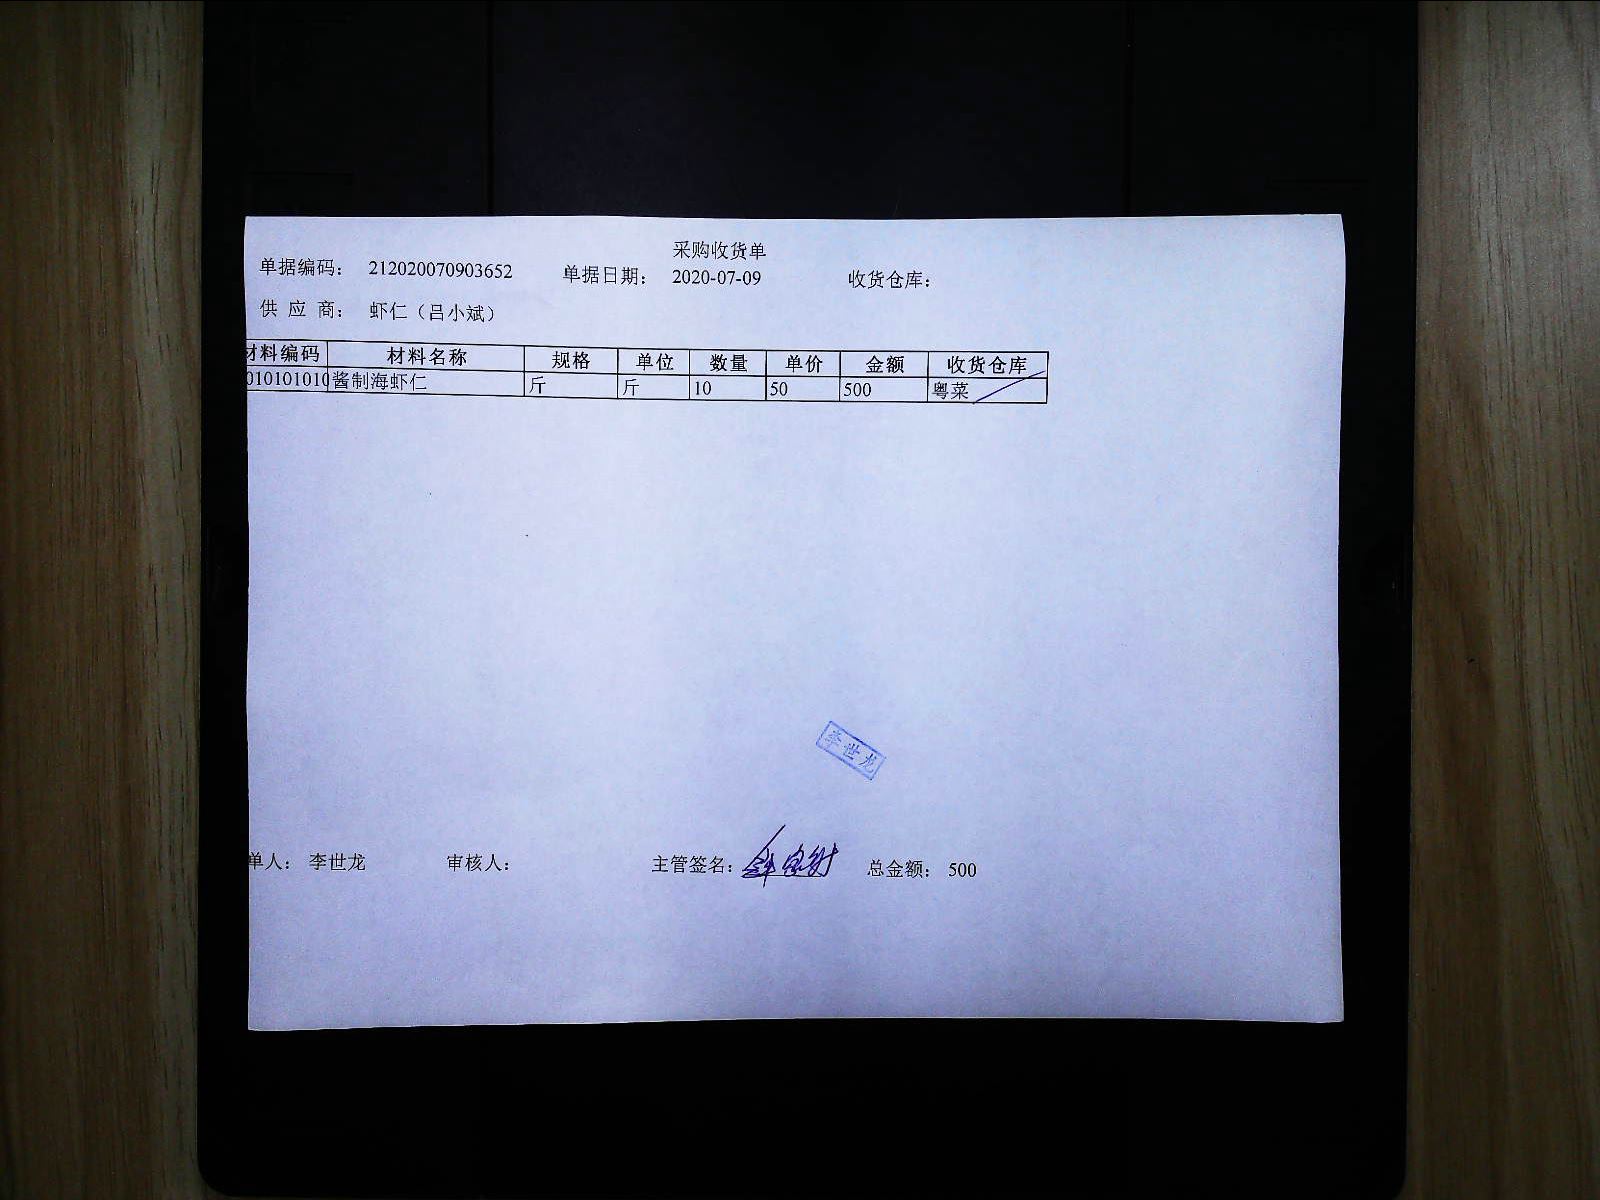 采购收货单
单据编码： 212020070903652 单据日期： 2020-07-09 收货仓库：
供 应 商： 虾仁（吕小斌）
材料编码 材料名称 规格 单位 数量 单价 金额 收货仓库
010101010 酱制海虾仁 斤 斤 10 50 500 粤菜
李世龙
单人： 李世龙 审核人： 主管签名： 总金额： 500